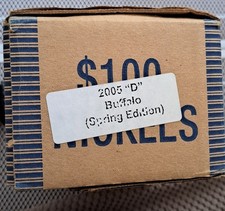 $100
2005 "D"
Buffalo
(Spring Edition)
NICKELS